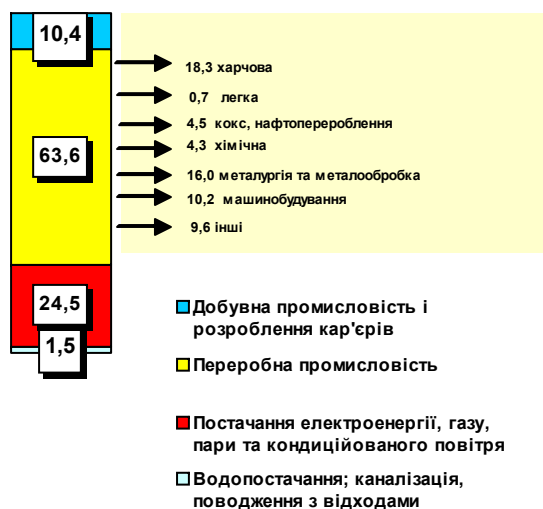 10,4
18,3 харчова
0,7 легка
4,5 кокс, нафтоперероблення
63,6
4,3 хімічна
16,0 металургія та металообробка
10,2 машинобудування
9,6 інші
24,5
1,5
Добувна промисловість і
розроблення кар'єрів
Переробна промисловість
Постачання електроенергії, газу,
пари та кондиційованого повітря
Водопостачання; каналізація,
поводження з відходами